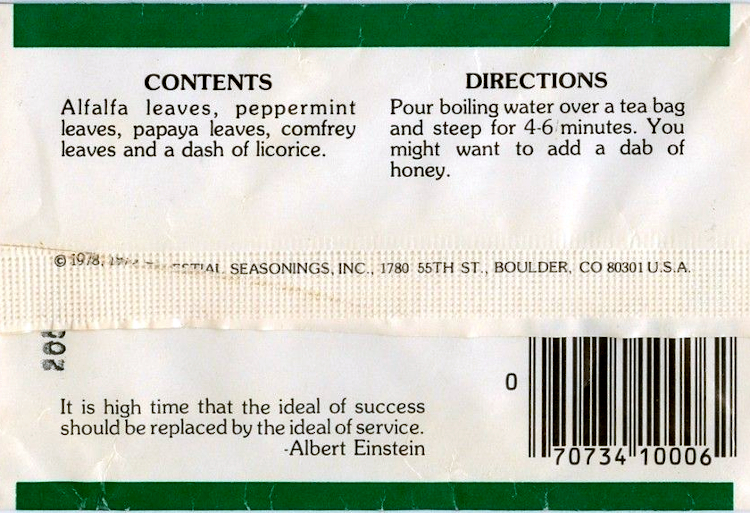 CONTENTS
Alfalfa leaves, peppermint
leaves, papaya leaves, comfrey
leaves and a dash of licorice.
DIRECTIONS
Pour boiling water over a tea bag
and steep for 4-6 minutes. You
might want to add a dab of
honey.
© 1978, SEASONINGS, INC., 1780 55TH ST., BOULDER, CO 80301 U.S.A.
It is high time that the ideal of success
should be replaced by the ideal of service.
-Albert Einstein
0
70734 10006